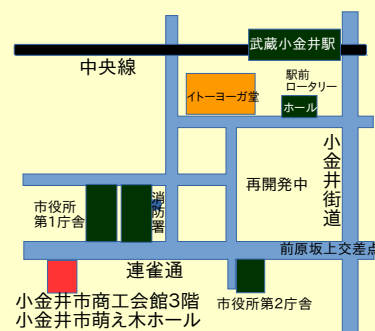 武蔵小金井駅
中央線
駅前
ロータリー
イトーヨーガ堂
ホール
小金井街道
再開発中
消防署
市役所
第1庁舎
前原坂上交差点
連雀通
小金井市商工会館3階
小金井市萌え木ホール
市役所第2庁舎